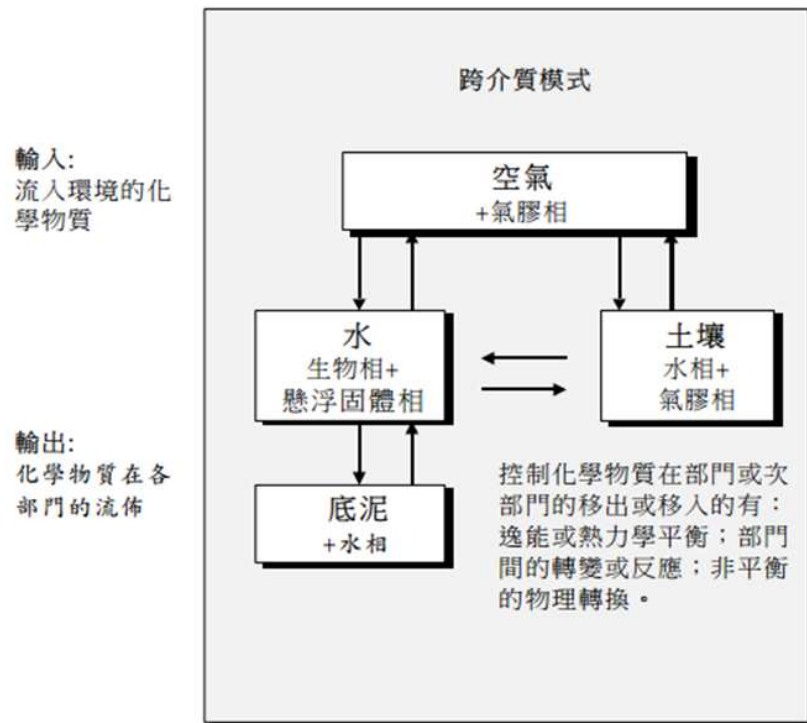 跨介質模式
輸入:
流入環境的化
學物質
空氣
+氣膠相
水
生物相+
懸浮固體相
土壤
水相+
氣膠相
輸出:
化學物質在各
部門的流佈
底泥
+水相
控制化學物質在部門或次
部門的移出或移入的有：
逸能或熱力學平衡；部門
間的轉變或反應；非平衡
的物理轉換。